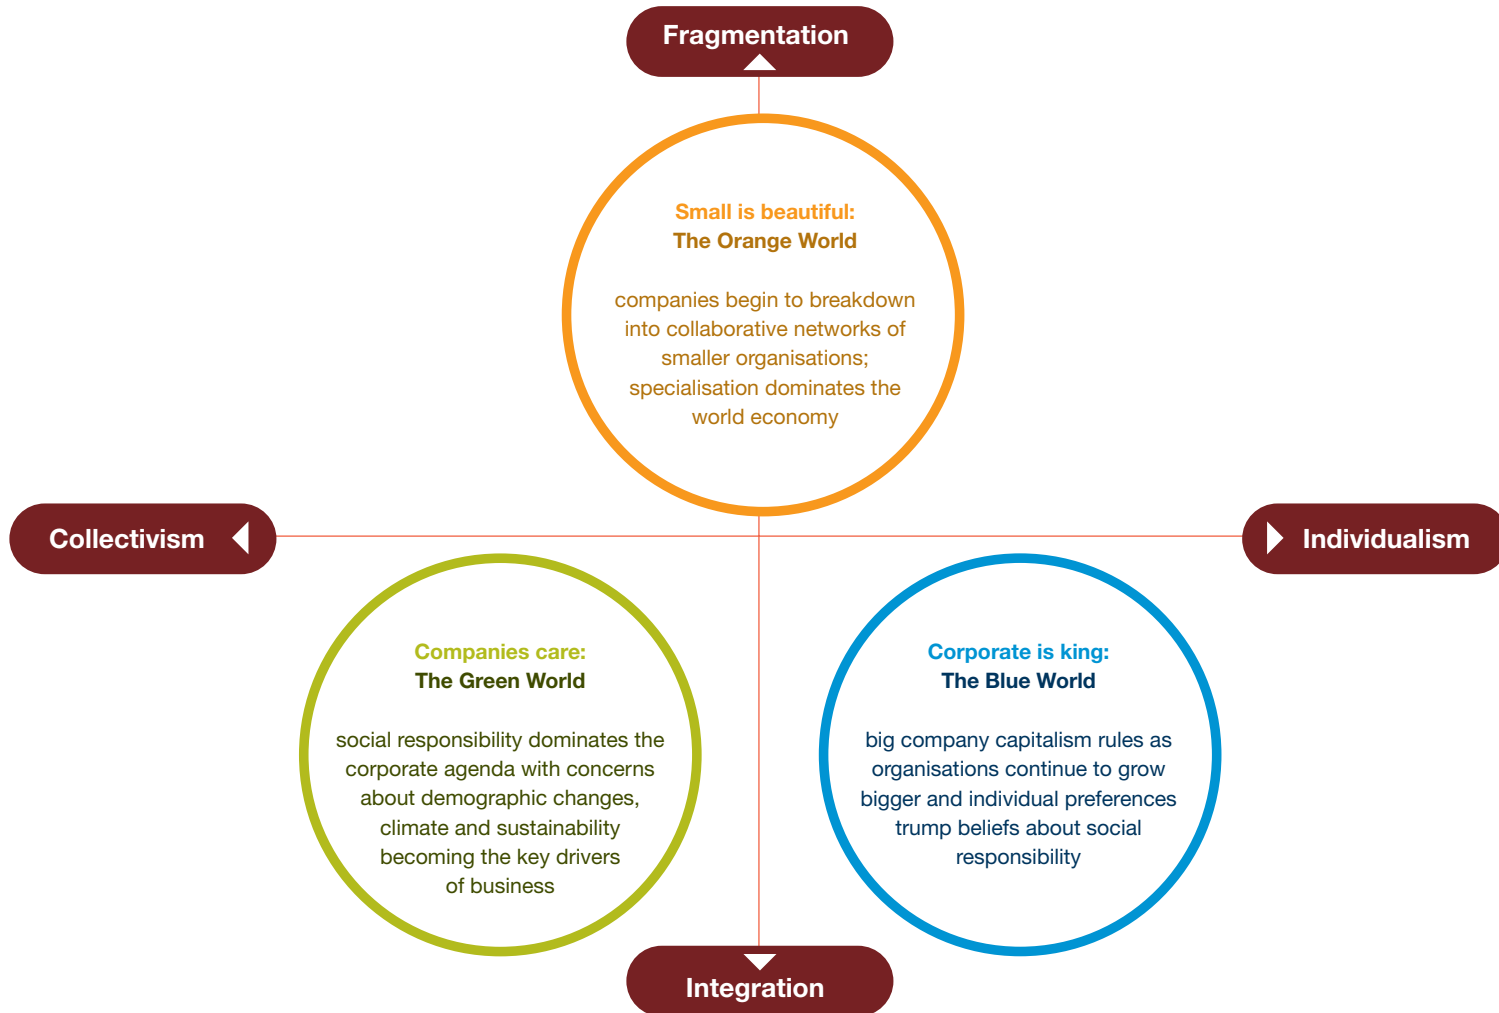 Fragmentation
Small is beautiful:
The Orange World
companies begin to breakdown
into collaborative networks of
smaller organisations;
specialisation dominates the
world economy
Collectivism
Individualism
Companies care:
The Green World
social responsibility dominates the
corporate agenda with concerns
about demographic changes,
climate and sustainability
becoming the key drivers
of business
Corporate is king:
The Blue World
big company capitalism rules as
organisations continue to grow
bigger and individual preferences
trump beliefs about social
responsibility
Integration